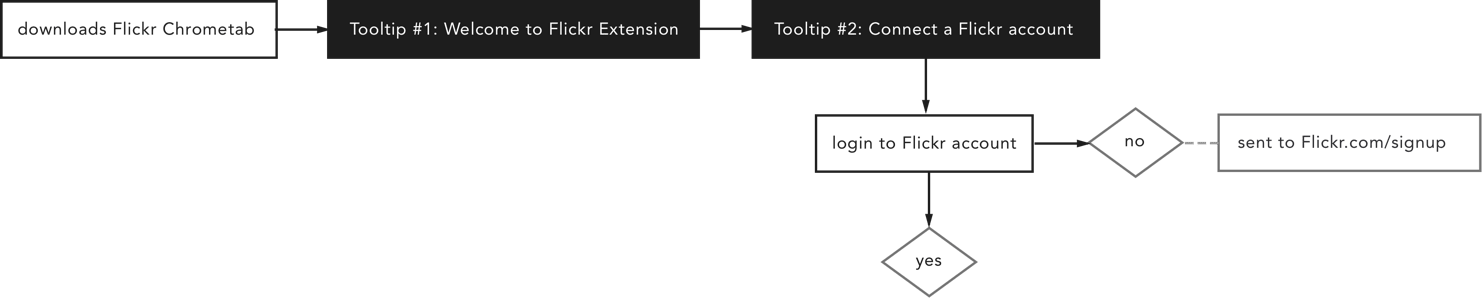 downloads Flickr Chrometab
Tooltip #1: Welcome to Flickr Extension
Tooltip #2: Connect a Flickr account
login to Flickr account
no
sent to Flickr.com/signup
yes